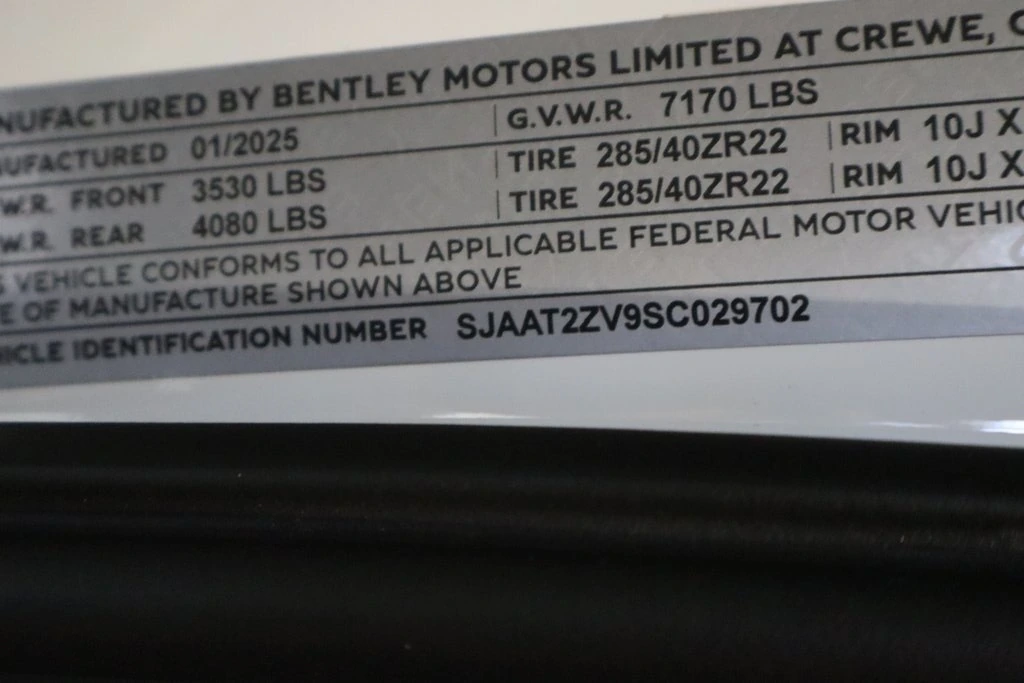 NUFACTURED BY BENTLEY MOTORS LIMITED AT CREWE,
NUFACTURED 01/2025 G.V.W.R. 7170 LBS
W.R. FRONT 3530 LBS TIRE 285/40ZR22 RIM 10J X
W.R. REAR 4080 LBS TIRE 285/40ZR22 RIM 10J X
S VEHICLE CONFORMS TO ALL APPLICABLE FEDERAL MOTOR VEHIC
E OF MANUFACTURE SHOWN ABOVE
HICLE IDENTIFICATION NUMBER SJAAT2ZV9SC029702